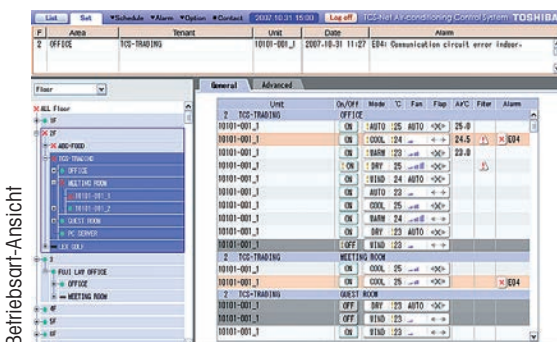 List Set ▼Schedule ▼Alarm ▼Option ▼Contact 2007.10.31 15:00 Log off TCS-Net Air-conditioning Control System TOSHIBA
F Area Tenant Unit Date Alarm
2 OFFICE TCS-TRADING 10101-001_1 2007-10-31 11:27 E04: Communication circuit error indoor.
Floor
ALL Floor
1F
2F
ABC-FOOD
TCS-TRADING
OFFICE
MEETING ROOM
10101-001_1
10101-001_2
GUEST ROOM
PC SERVER
LEE GOLF
3
FUJI LAW OFFICE
OFFICE
MEETING ROOM
4F
5F
6F
General Advanced
Unit On/Off Mode °C Fan Flap Air°C Filter Alarm
2 TCS-TRADING OFFICE
10101-001_1 ON !AUTO !25 AUTO 25.0
10101-001_1 ON !COOL !24 24.5 E04
10101-001_1 ON !WARM !23 23.0
10101-001_1 !ON !DRY !25
10101-001_1 ON !WIND !24 AUTO
10101-001_1 ON AUTO !23
10101-001_1 ON COOL !25
10101-001_1 ON WARM !24
10101-001_1 ON DRY !23 AUTO
10101-001_1 !OFF WIND !23
2 TCS-TRADING MEETING ROOM
10101-001_1 ON COOL !25
10101-001_1 ON COOL !25 E04
2 TCS-TRADING GUEST ROOM
10101-001_1 OFF DRY !23 AUTO
10101-001_1 OFF WIND !23
10101-001_1 ON WIND !23
Betriebsart-Ansicht